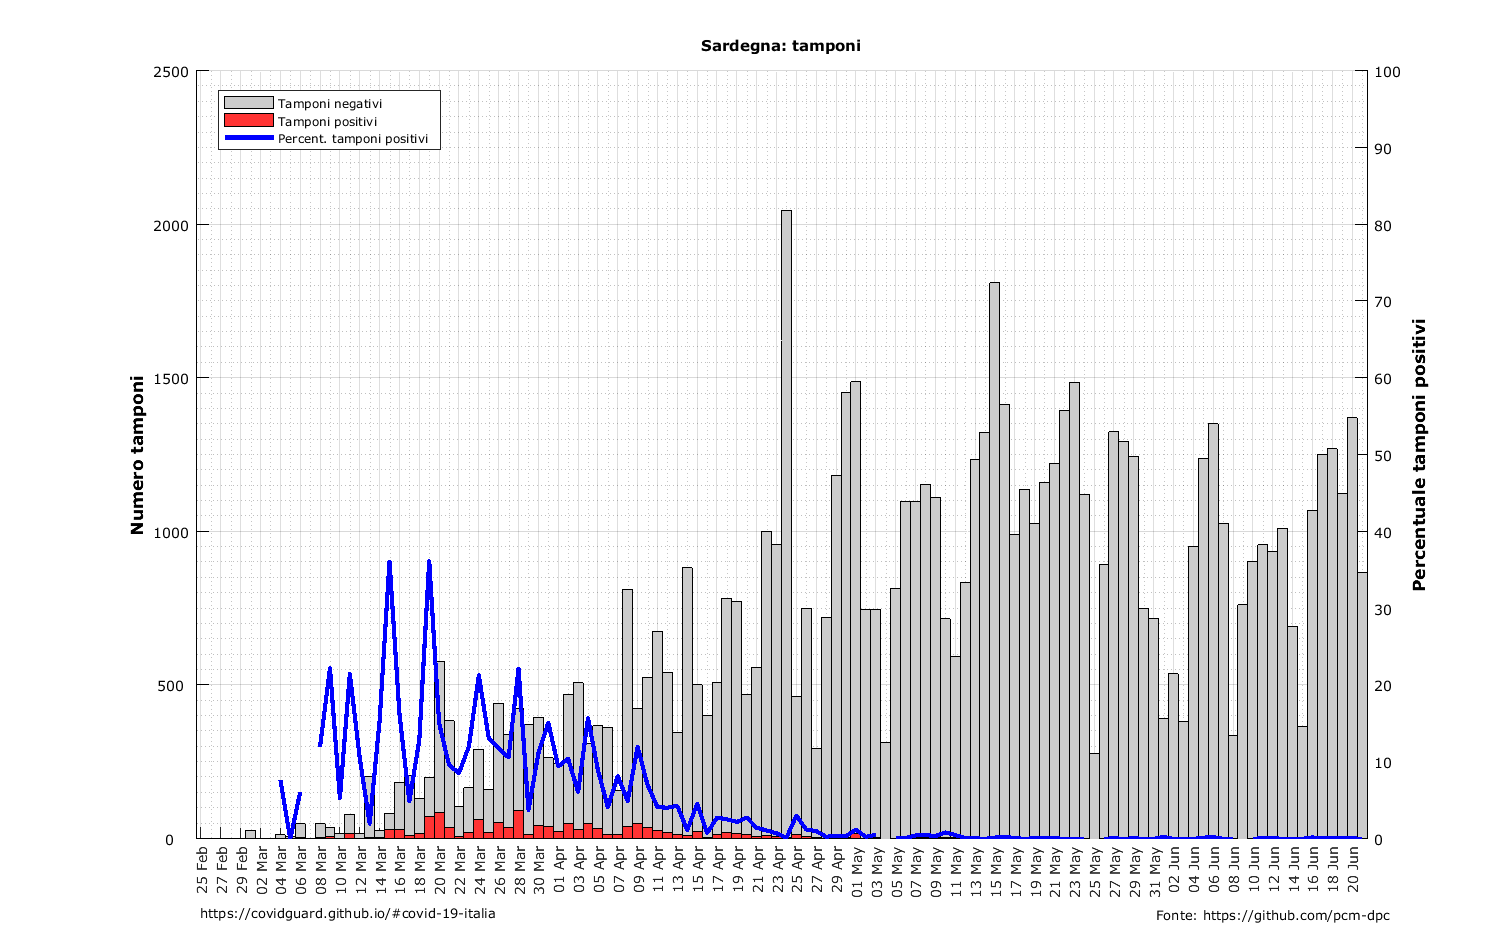 Sardegna: tamponi
Tamponi negativi
Tamponi positivi
Percent. tamponi positivi
Numero tamponi
2500
2000
1500
1000
500
0
Percentuale tamponi positivi
100
90
80
70
60
50
40
30
20
10
0
25 Feb
27 Feb
29 Feb
02 Mar
04 Mar
06 Mar
08 Mar
10 Mar
12 Mar
14 Mar
16 Mar
18 Mar
20 Mar
22 Mar
24 Mar
26 Mar
28 Mar
30 Mar
01 Apr
03 Apr
05 Apr
07 Apr
09 Apr
11 Apr
13 Apr
15 Apr
17 Apr
19 Apr
21 Apr
23 Apr
25 Apr
27 Apr
29 Apr
01 May
03 May
05 May
07 May
09 May
11 May
13 May
15 May
17 May
19 May
21 May
23 May
25 May
27 May
29 May
31 May
02 Jun
04 Jun
06 Jun
08 Jun
10 Jun
12 Jun
14 Jun
16 Jun
18 Jun
20 Jun
https://covidguard.github.io/#covid-19-italia
Fonte: https://github.com/pcm-dpc